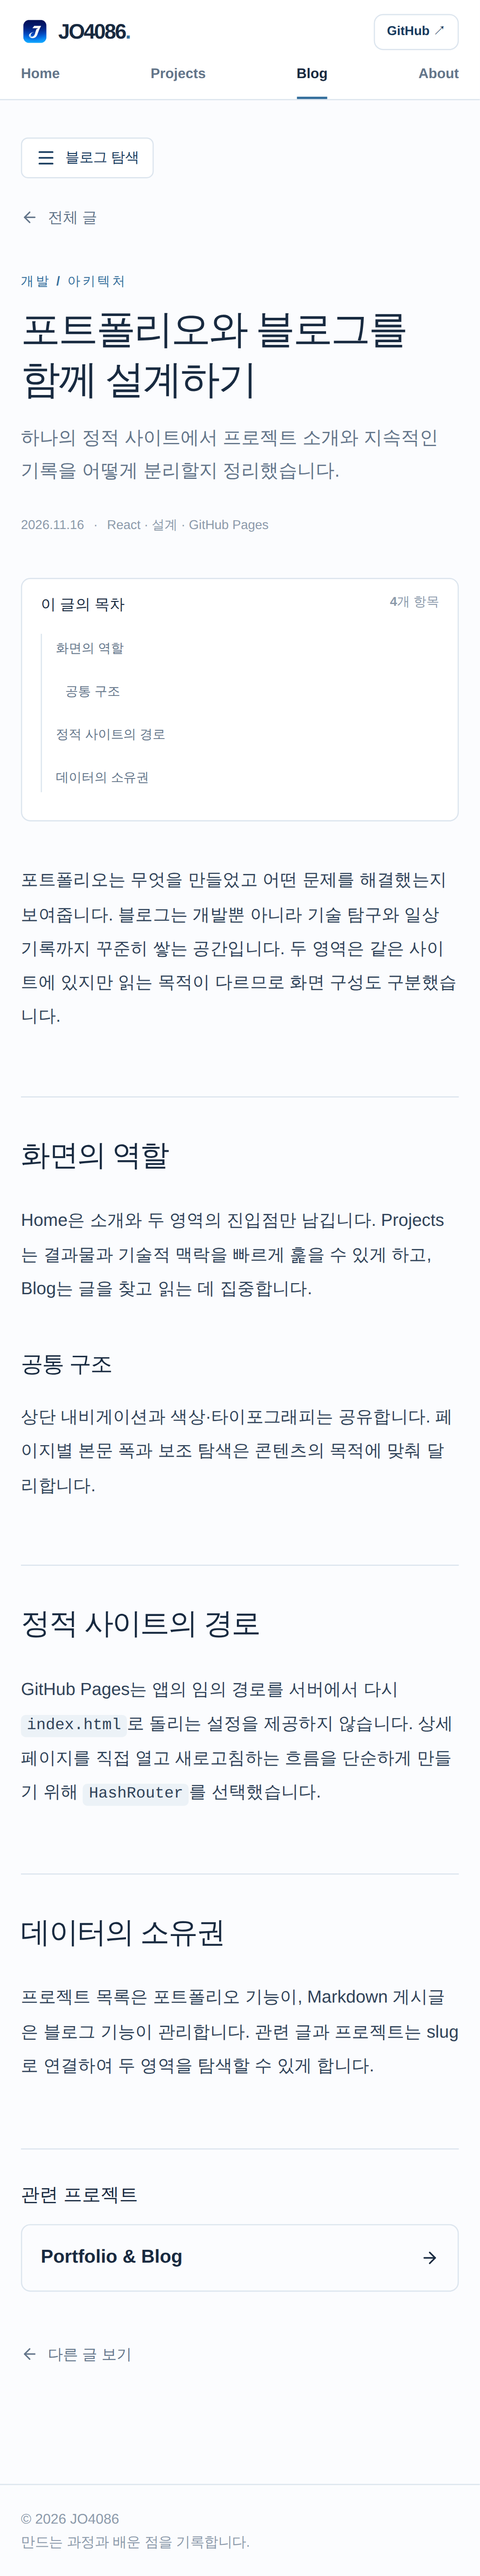 JO4086.
GitHub ↗
Home Projects Blog About
블로그 탐색
← 전체 글
개발 / 아키텍처
포트폴리오와 블로그를
함께 설계하기
하나의 정적 사이트에서 프로젝트 소개와 지속적인
기록을 어떻게 분리할지 정리했습니다.
2026.11.16 · React · 설계 · GitHub Pages
이 글의 목차 4개 항목
화면의 역할
공통 구조
정적 사이트의 경로
데이터의 소유권
포트폴리오는 무엇을 만들었고 어떤 문제를 해결했는지
보여줍니다. 블로그는 개발뿐 아니라 기술 탐구와 일상
기록까지 꾸준히 쌓는 공간입니다. 두 영역은 같은 사이
트에 있지만 읽는 목적이 다르므로 화면 구성도 구분했습
니다.
화면의 역할
Home은 소개와 두 영역의 진입점만 남깁니다. Projects
는 결과물과 기술적 맥락을 빠르게 훑을 수 있게 하고,
Blog는 글을 찾고 읽는 데 집중합니다.
공통 구조
상단 내비게이션과 색상·타이포그래피는 공유합니다. 페
이지별 본문 폭과 보조 탐색은 콘텐츠의 목적에 맞춰 달
리합니다.
정적 사이트의 경로
GitHub Pages는 앱의 임의 경로를 서버에서 다시
index.html로 돌리는 설정을 제공하지 않습니다. 상세
페이지를 직접 열고 새로고침하는 흐름을 단순하게 만들
기 위해 HashRouter를 선택했습니다.
데이터의 소유권
프로젝트 목록은 포트폴리오 기능이, Markdown 게시글
은 블로그 기능이 관리합니다. 관련 글과 프로젝트는 slug
로 연결하여 두 영역을 탐색할 수 있게 합니다.
관련 프로젝트
Portfolio & Blog →
← 다른 글 보기
© 2026 JO4086
만드는 과정과 배운 점을 기록합니다.